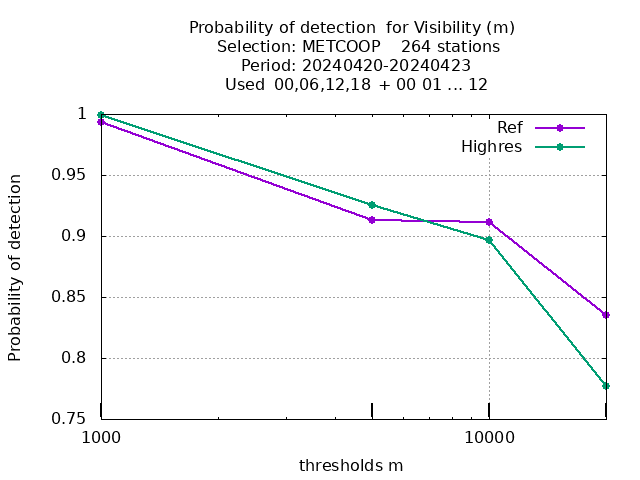 Probability of detection  for Visibility (m)
Selection: METCOOP    264 stations
Period: 20240420-20240423
Used  00,06,12,18 + 00 01 ... 12
Ref
Highres
1
0.95
0.9
0.85
0.8
0.75
Probability of detection
1000
10000
thresholds m